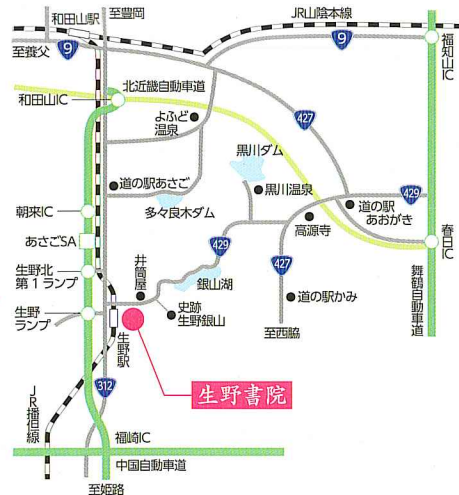 和田山駅
至豊岡
JR山陰本線
至養父
9
9
福知山IC
和田山IC
北近畿自動車道
よふど
温泉
427
黒川ダム
黒川温泉
429
道の駅あさご
多々良木ダム
道の駅
あおがき
高源寺
朝来IC
春日IC
あさごSA
429
427
井筒屋
銀山湖
生野北
第1ランプ
道の駅かみ
舞鶴自動車道
史跡
生野銀山
生野
ランプ
至西脇
生野駅
生野書院
312
JR播但線
福崎IC
中国自動車道
至姫路